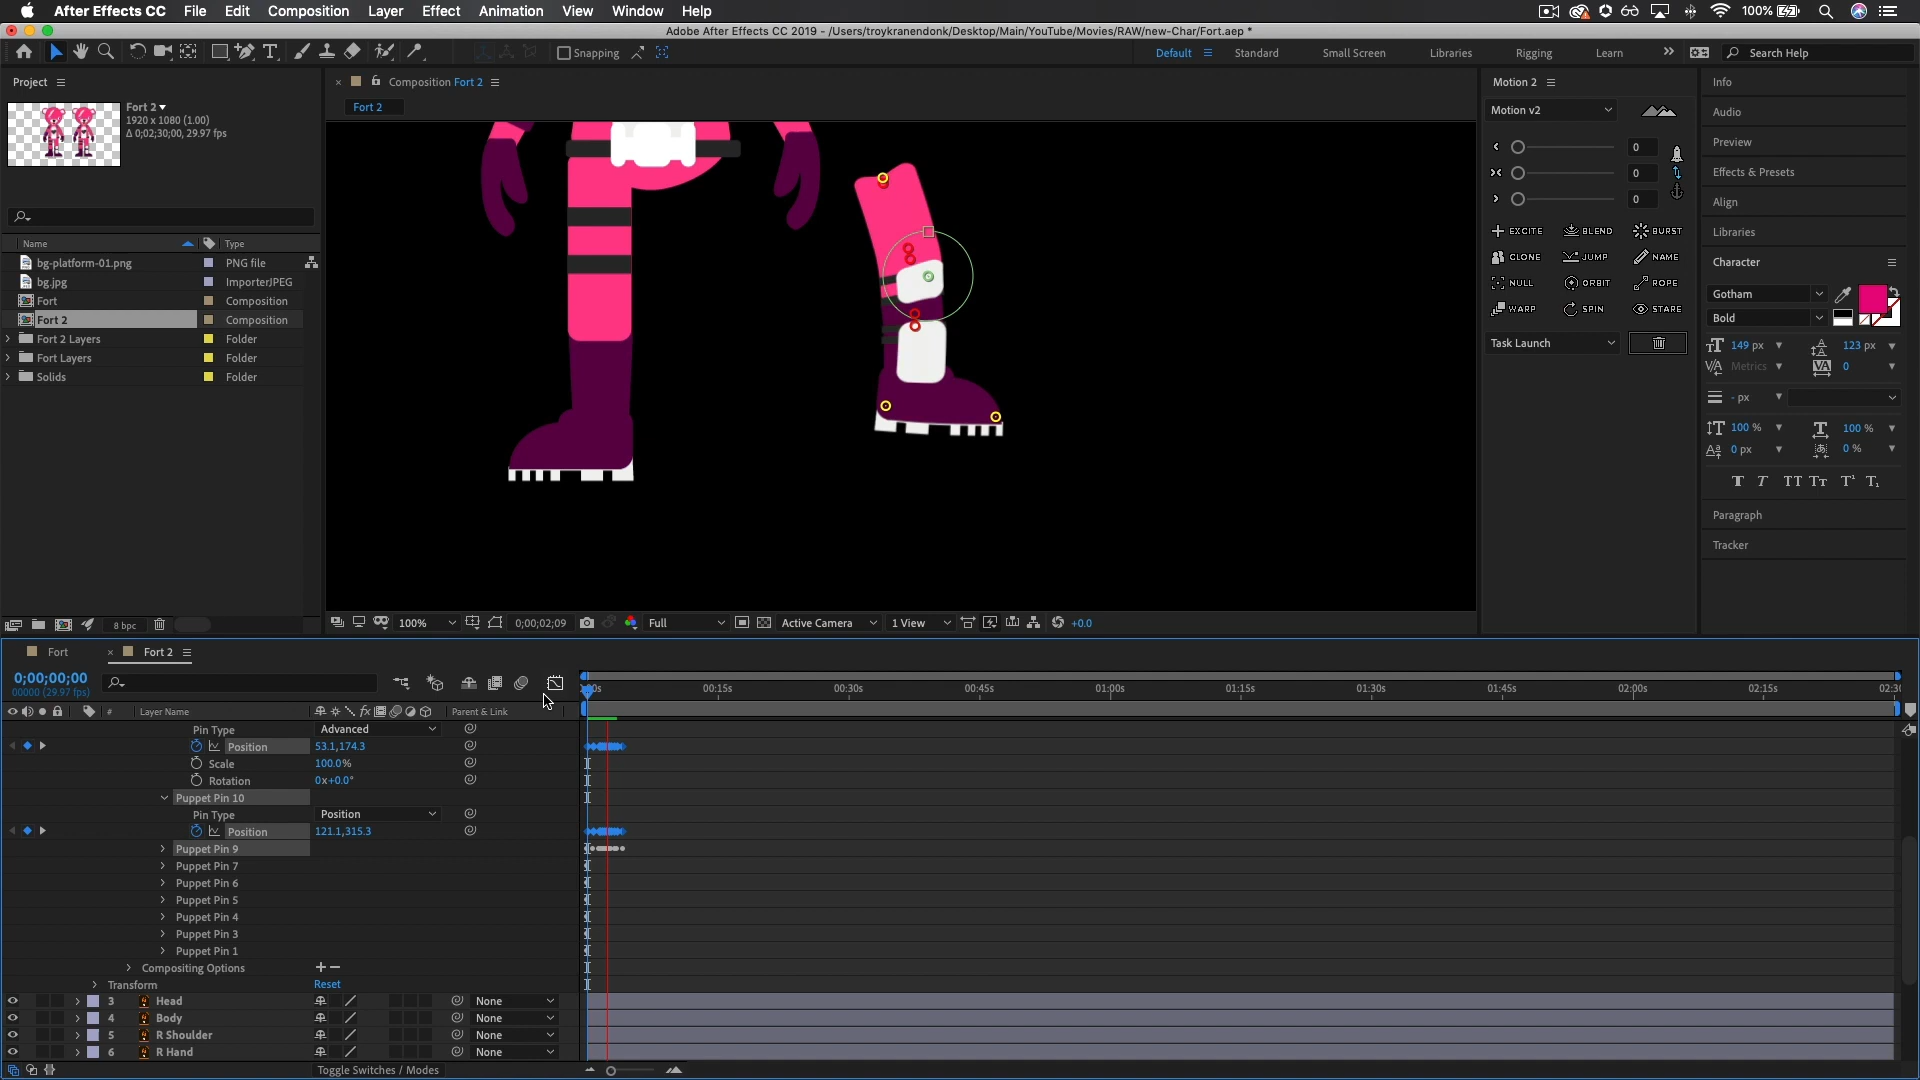 After Effects CC File Edit Composition Layer Effect Animation View Window Help 100%
Adobe After Effects CC 2019 - /Users/troykranendonk/Desktop/Main/YouTube/Movies/RAW/new-Char/Fort.aep *
Snapping Default Standard Small Screen Libraries Rigging Learn Search Help
Project
Fort 2
1920 x 1080 (1.00)
Δ 0;02;30;00, 29.97 fps
Name Type
bg-platform-01.png PNG file
bg.jpg ImporterJPEG
Fort Composition
Fort 2 Composition
Fort 2 Layers Folder
Fort Layers Folder
Solids Folder
8 bpc
Composition Fort 2
Fort 2
100% 0;00;02;09 Full Active Camera 1 View +0.0
Motion 2
Motion v2
0
0
0
EXCITE BLEND BURST
CLONE JUMP NAME
NULL ORBIT ROPE
WARP SPIN STARE
Task Launch
Info
Audio
Preview
Effects & Presets
Align
Libraries
Character
Gotham
Bold
149 px 123 px
Metrics 0
- px
100 % 100 %
0 px 0 %
Paragraph
Tracker
Fort Fort 2
0;00;00;00
00000 (29.97 fps)
00s 00:15s 00:30s 00:45s 01:00s 01:15s 01:30s 01:45s 02:00s 02:15s 02:30
# Layer Name Parent & Link
Pin Type Advanced
Position 53.1,174.3
Scale 100.0%
Rotation 0x+0.0°
Puppet Pin 10
Pin Type Position
Position 121.1,315.3
Puppet Pin 9
Puppet Pin 7
Puppet Pin 6
Puppet Pin 5
Puppet Pin 4
Puppet Pin 3
Puppet Pin 1
Compositing Options
Transform Reset
3 Head None
4 Body None
5 R Shoulder None
6 R Hand None
Toggle Switches / Modes